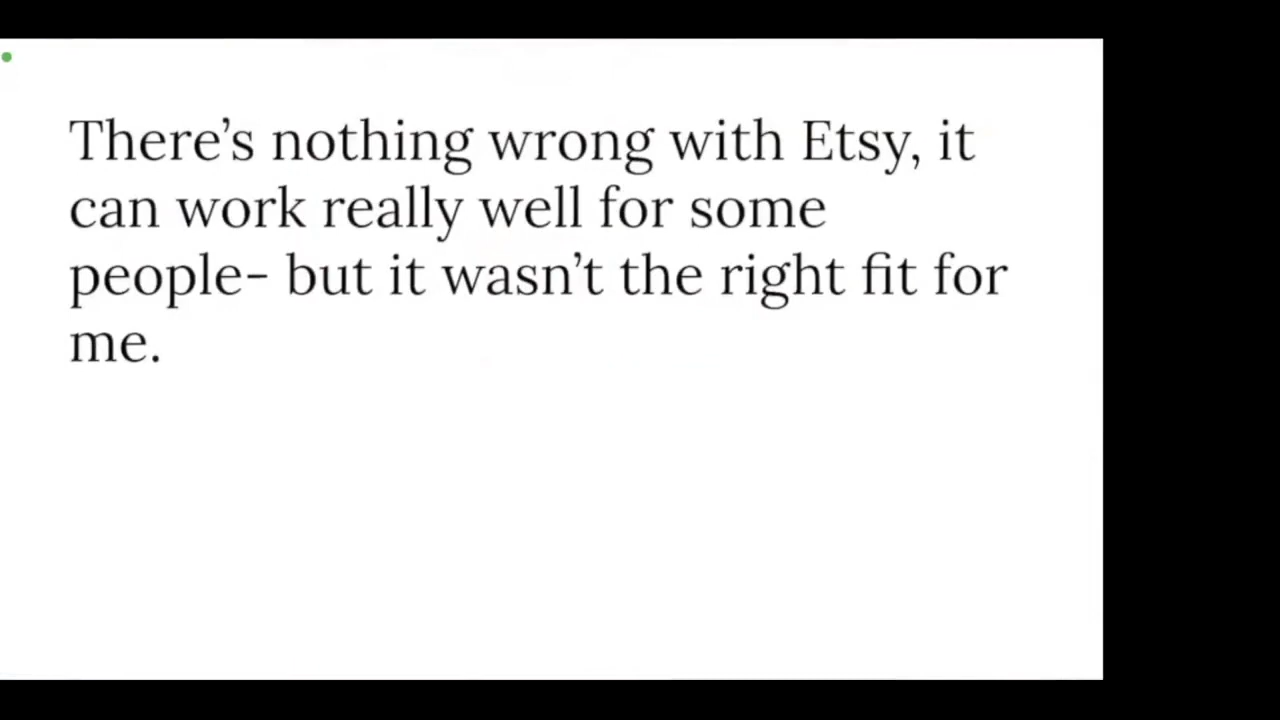 There’s nothing wrong with Etsy, it
can work really well for some
people- but it wasn’t the right fit for
me.